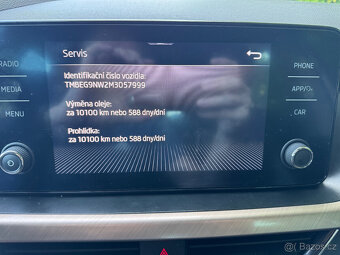 Servis
RADIO
Identifikační číslo vozidla:
PHONE
TMBEG9NW2M3057999
MEDIA
APP/
Výměna oleje:
za 10100 km nebo 588 dny/dní
MENU
CAR
Prohlídka:
za 10100 km nebo 588 dny/dní
Bazoš.cz